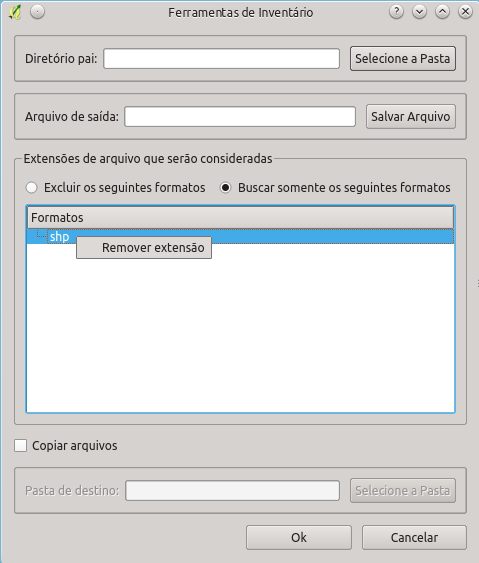 Ferramentas de Inventário
Diretório pai:
Selecione a Pasta
Arquivo de saída:
Salvar Arquivo
Extensões de arquivo que serão consideradas
Excluir os seguintes formatos
Buscar somente os seguintes formatos
Formatos
shp
Remover extensão
Copiar arquivos
Pasta de destino:
Selecione a Pasta
Ok
Cancelar